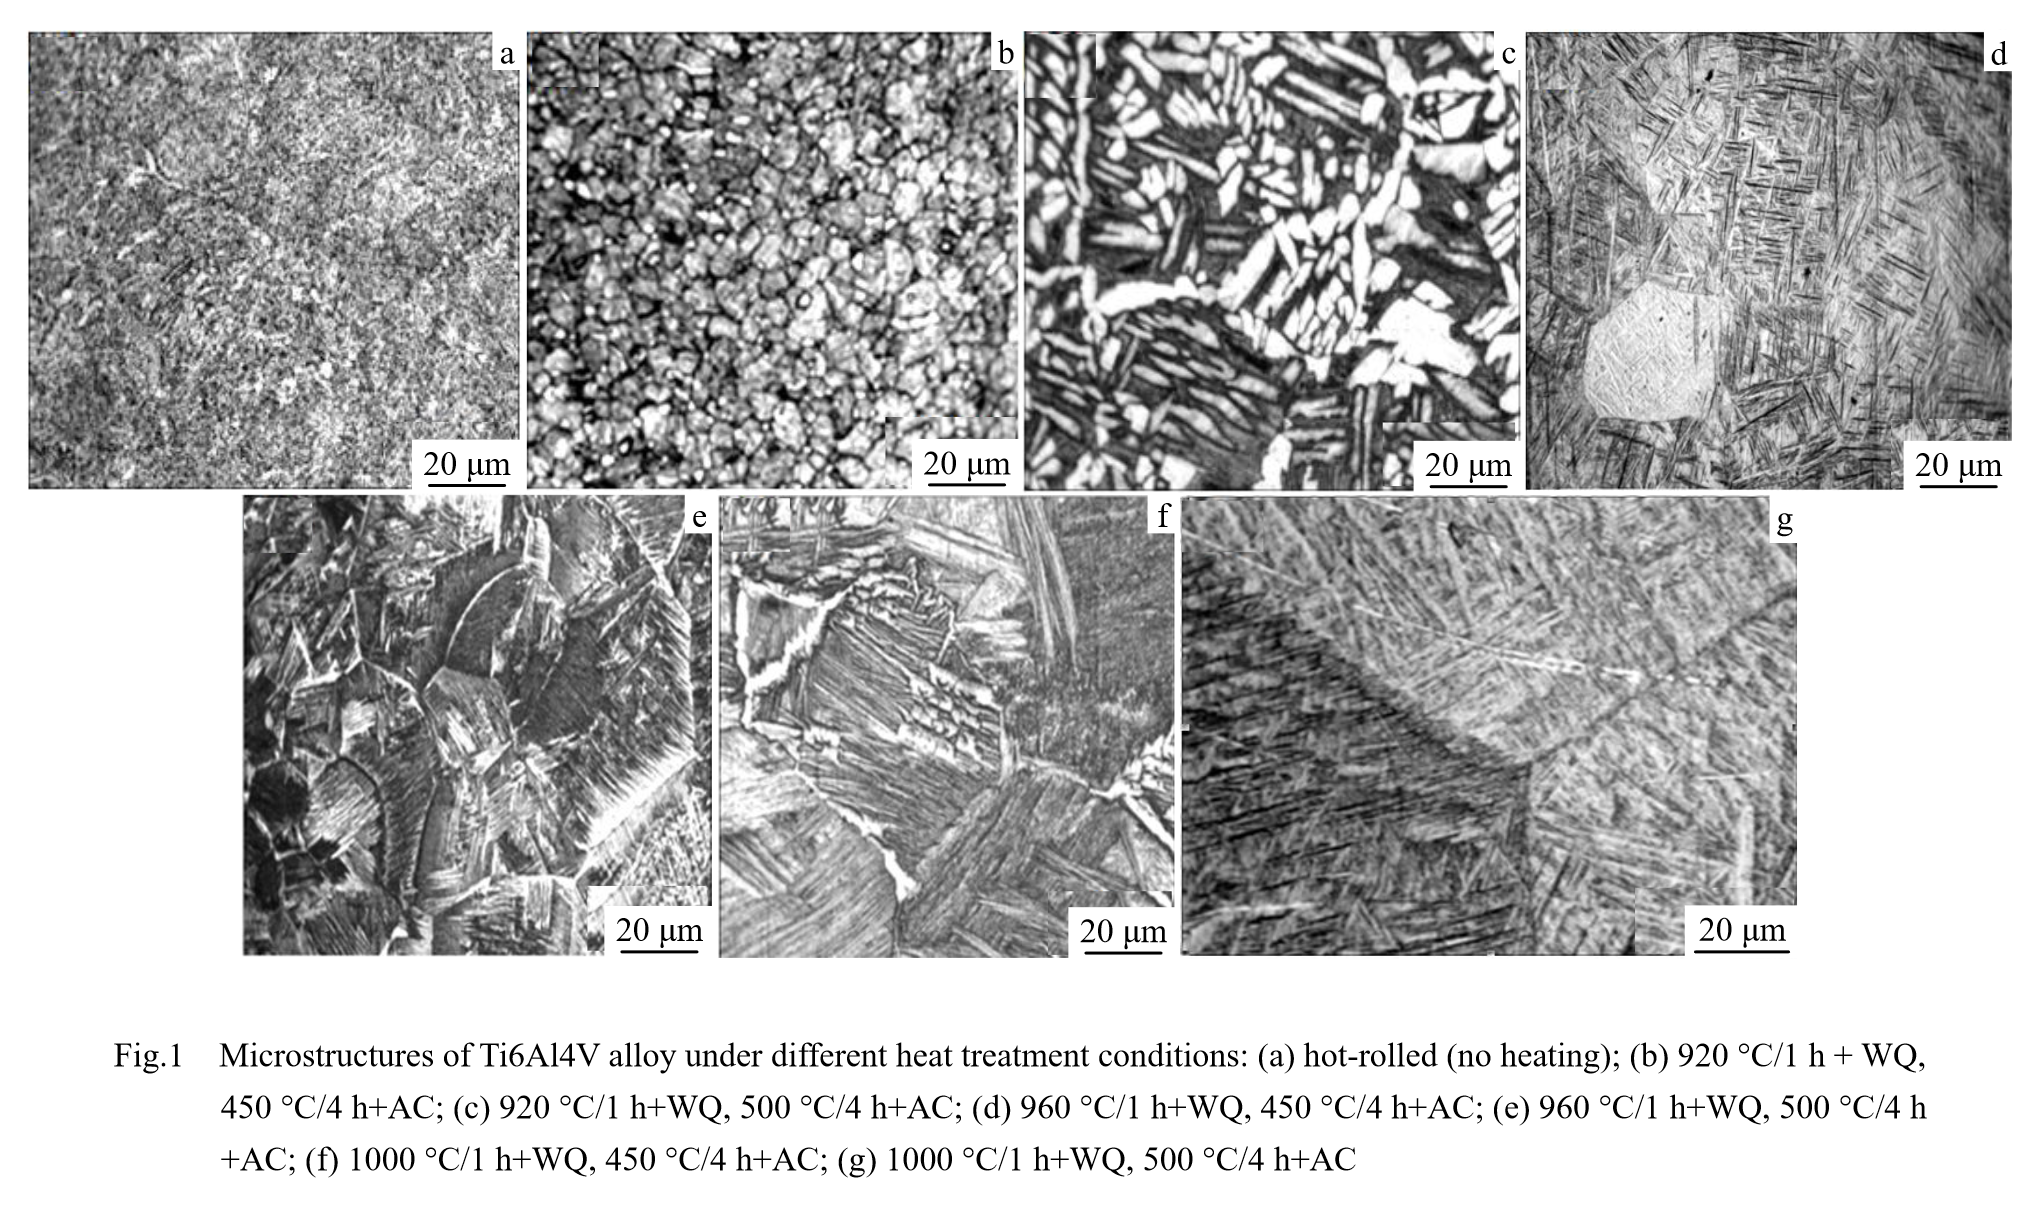 a
b
c
d
20 μm
20 μm
20 μm
20 μm
e
f
g
20 μm
20 μm
20 μm
Fig.1 Microstructures of Ti6Al4V alloy under different heat treatment conditions: (a) hot-rolled (no heating); (b) 920 °C/1 h + WQ,
450 °C/4 h+AC; (c) 920 °C/1 h+WQ, 500 °C/4 h+AC; (d) 960 °C/1 h+WQ, 450 °C/4 h+AC; (e) 960 °C/1 h+WQ, 500 °C/4 h
+AC; (f) 1000 °C/1 h+WQ, 450 °C/4 h+AC; (g) 1000 °C/1 h+WQ, 500 °C/4 h+AC